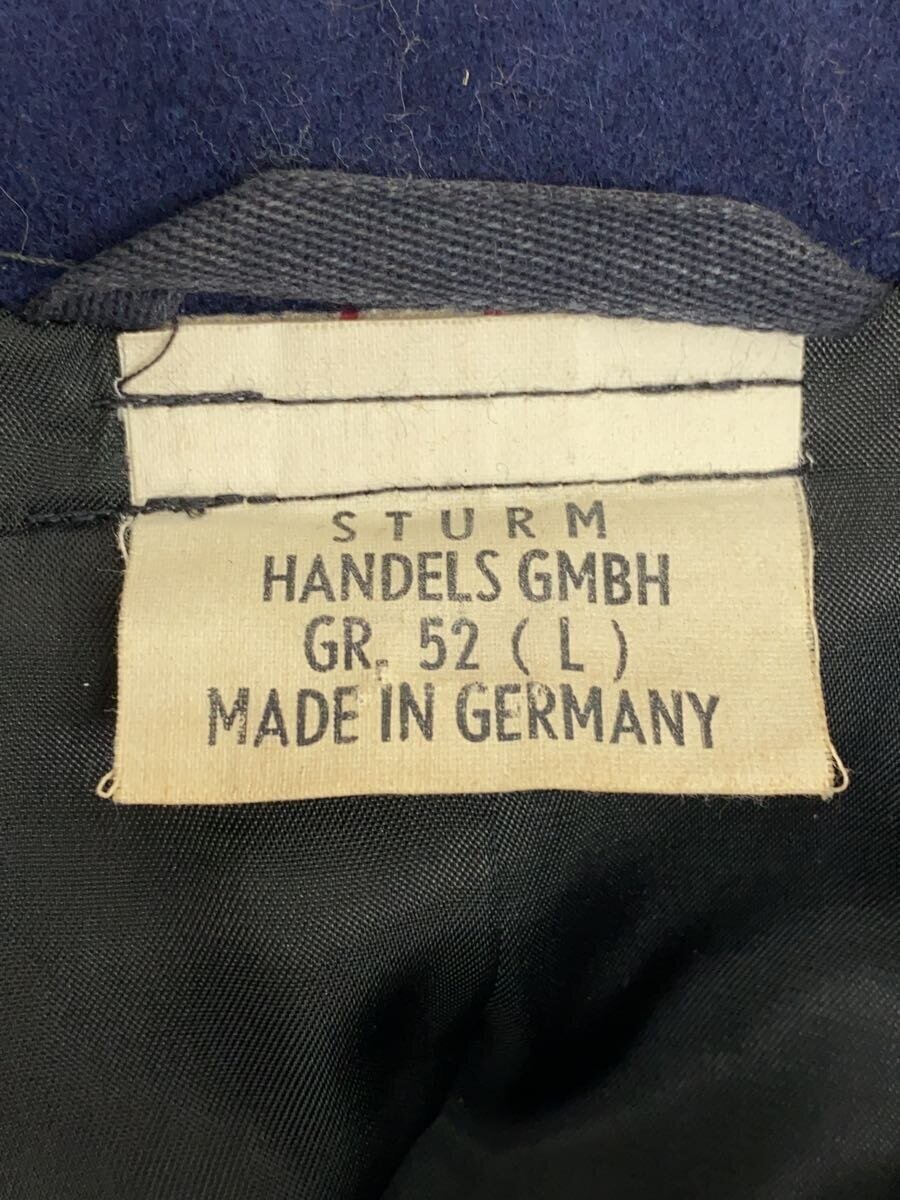 STURM
HANDELS GMBH
GR. 52 ( L )
MADE IN GERMANY